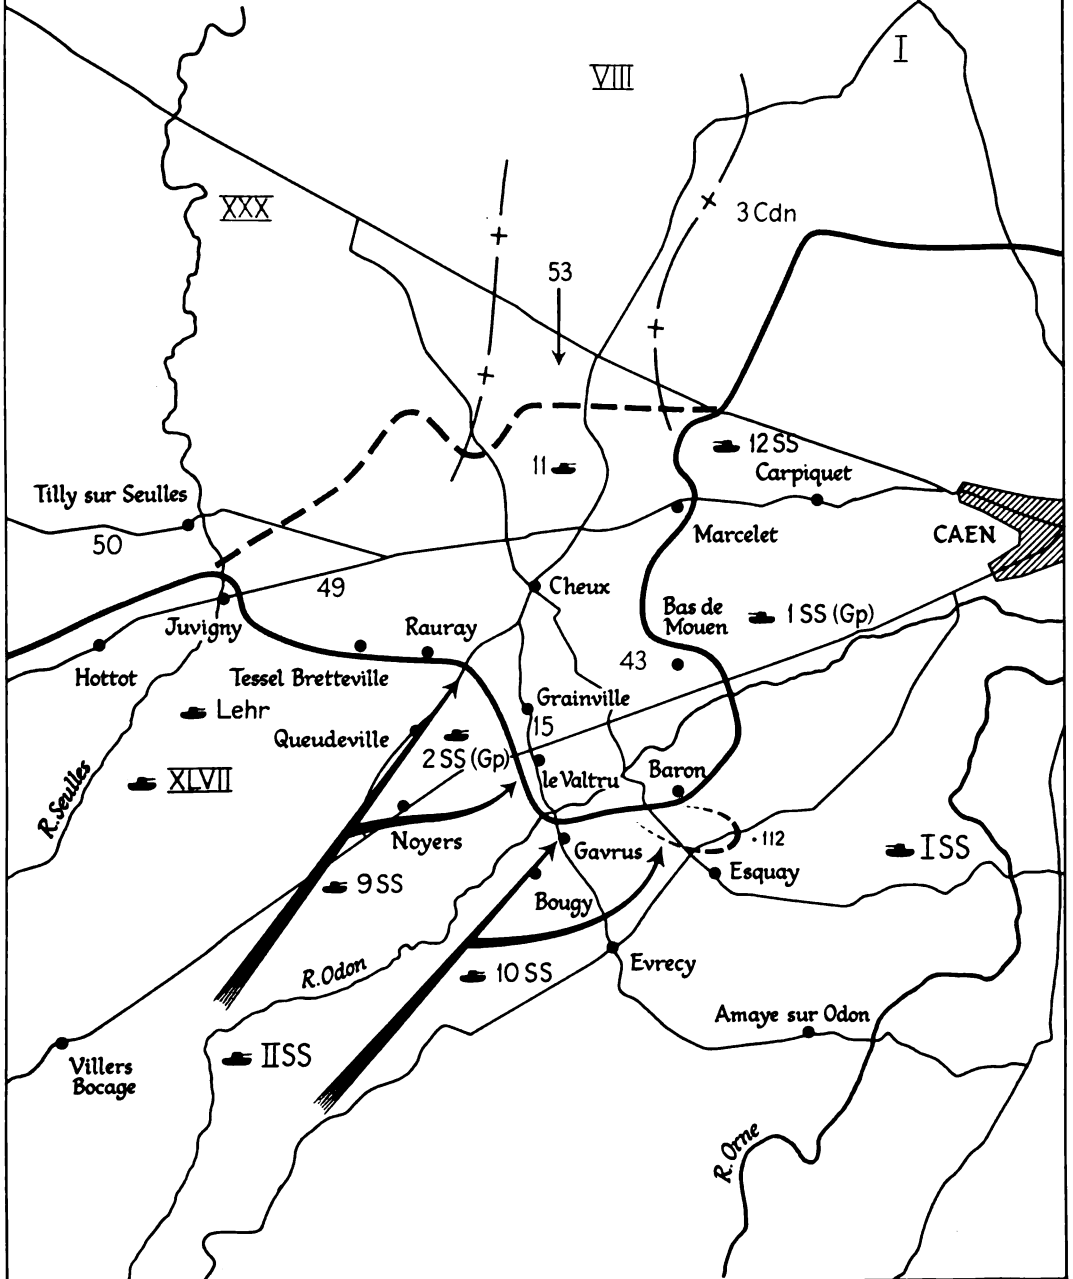 I
VIII
XXX
3 Cdn
53
12 SS
11
Carpiquet
Tilly sur Seulles
50
Marcelet
CAEN
49
Cheux
Juvigny
Rauray
Bas de
Mouen
1 SS (Gp)
Hottot
Tessel Bretteville
43
Lehr
Grainville
15
Queudeville
2 SS (Gp)
le Valtru
Baron
XLVII
R. Seulles
Noyers
Gavrus
. 112
I SS
Esquay
9 SS
Bougy
R. Odon
10 SS
Evrecy
Amaye sur Odon
II SS
Villers
Bocage
R. Orne